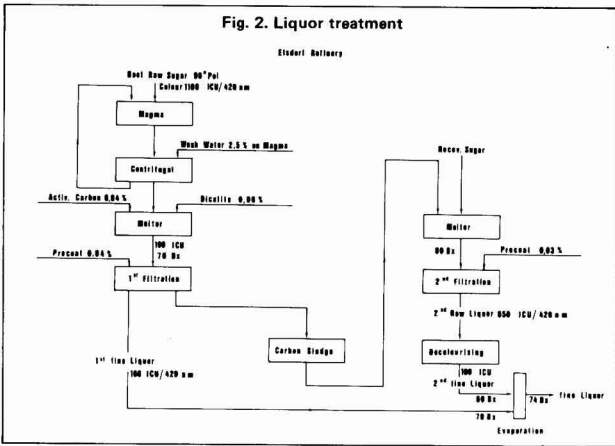 Fig. 2. Liquor treatment
Elsdorf Refinery
Beet Raw Sugar 98° Pol
Colour 1100 ICU/420 nm
Magma
Wash Water 2,5 % on Magma
Centrifugal
Activ. Carbon 0,04 %
Dicalite 0,06 %
Melter
100 ICU
70 Bx
Precoat 0.04 %
1st Filtration
Carbon Sludge
1st fine Liquor
100 ICU/420 nm
Recov. Sugar
Melter
60 Bx
Precoat 0,03 %
2nd Filtration
2nd Raw Liquor 850 ICU/420 nm
Decolourizing
100 ICU
2nd fine Liquor
60 Bx
70 Bx
74 Bx
fine Liquor
Evaporation